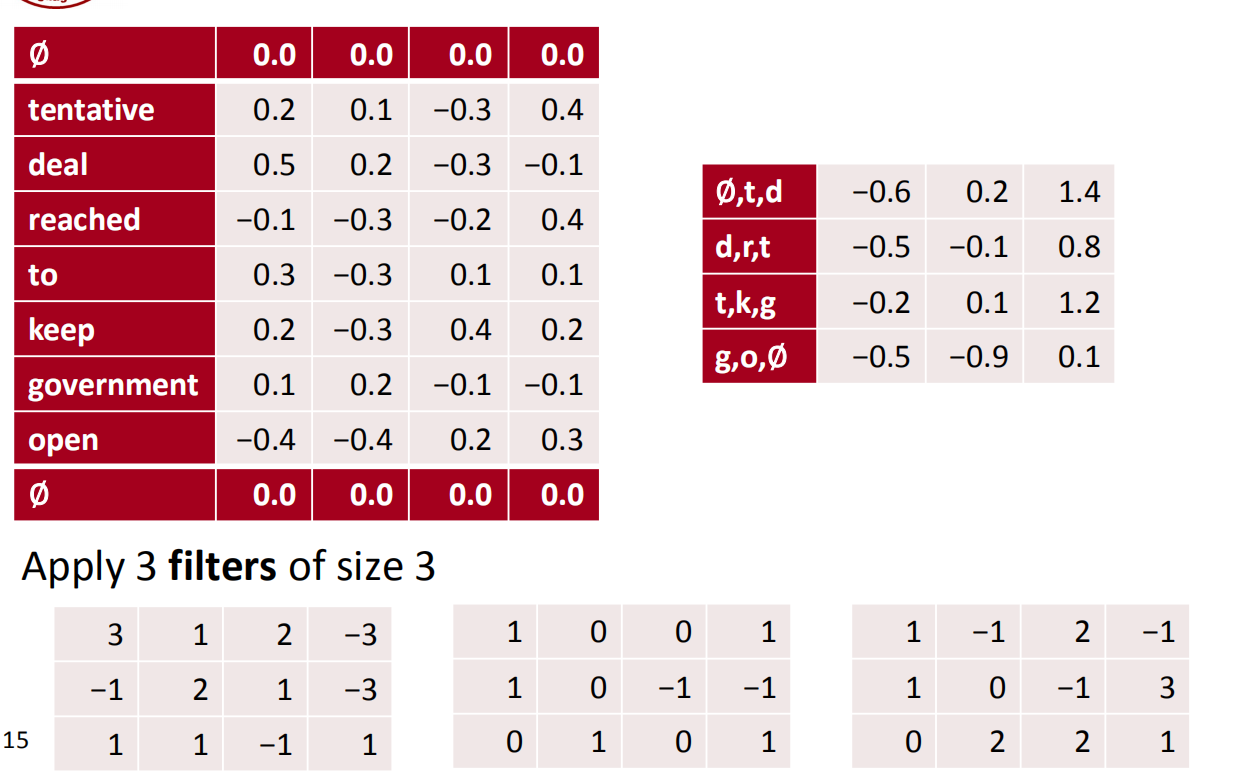 Ø 0.0 0.0 0.0 0.0
tentative 0.2 0.1 −0.3 0.4
deal 0.5 0.2 −0.3 −0.1
reached −0.1 −0.3 −0.2 0.4
to 0.3 −0.3 0.1 0.1
keep 0.2 −0.3 0.4 0.2
government 0.1 0.2 −0.1 −0.1
open −0.4 −0.4 0.2 0.3
Ø 0.0 0.0 0.0 0.0
Ø,t,d −0.6 0.2 1.4
d,r,t −0.5 −0.1 0.8
t,k,g −0.2 0.1 1.2
g,o,Ø −0.5 −0.9 0.1
Apply 3 filters of size 3
3 1 2 −3
−1 2 1 −3
1 1 −1 1
1 0 0 1
1 0 −1 −1
0 1 0 1
1 −1 2 −1
1 0 −1 3
0 2 2 1
15